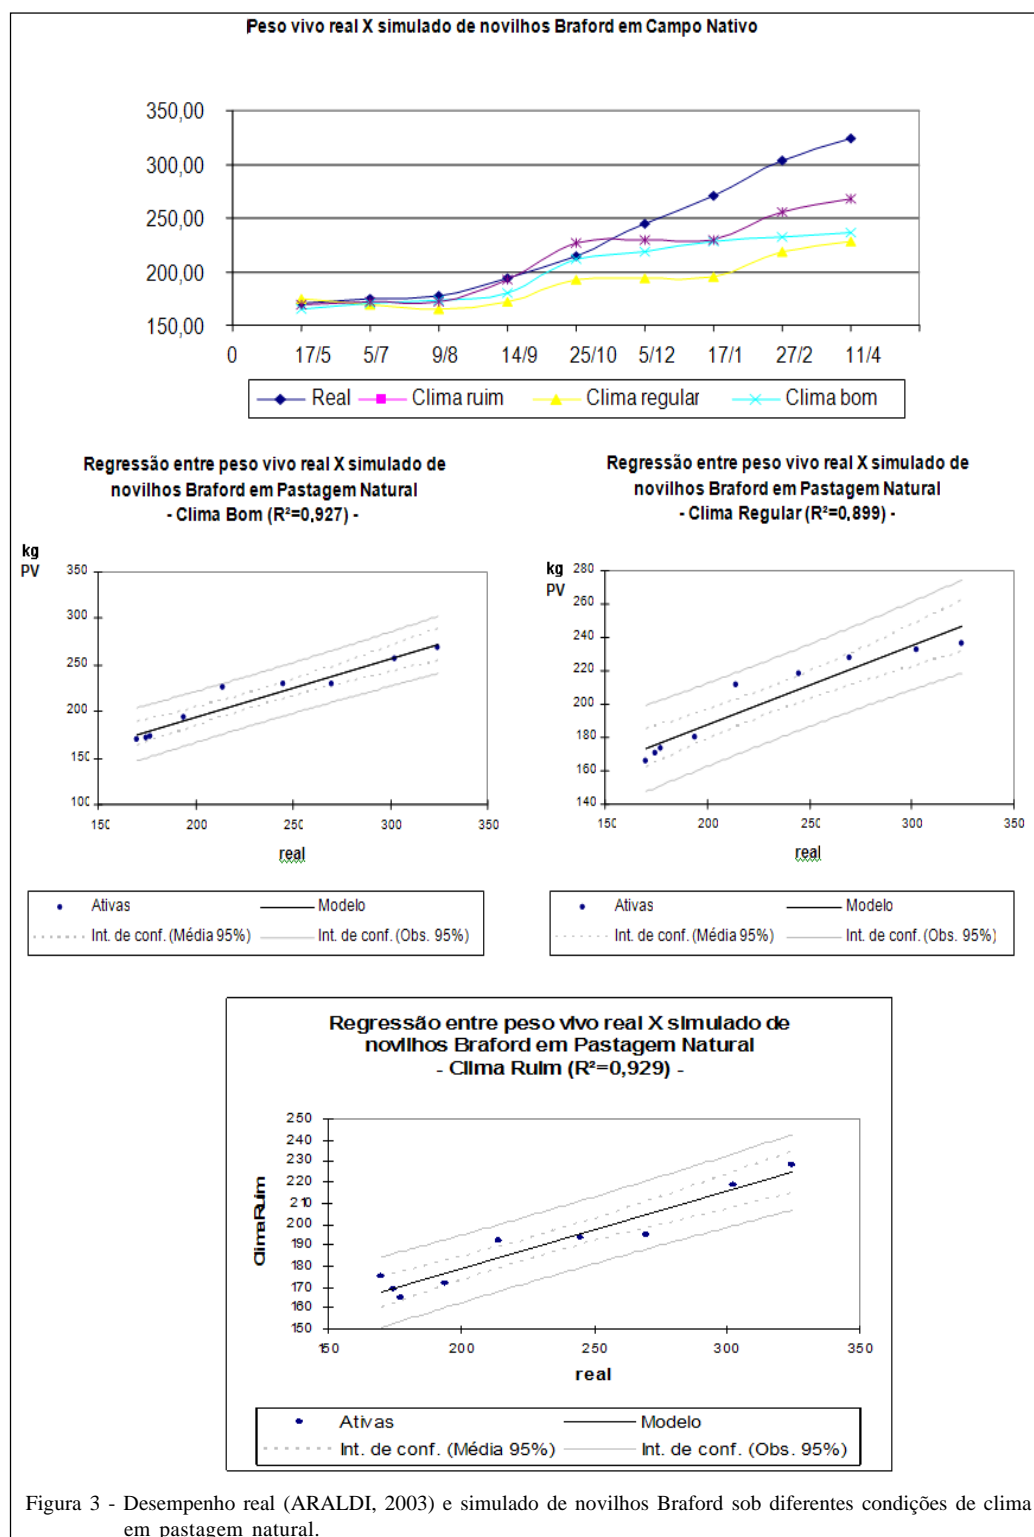 Peso vivo real X simulado de novilhos Braford em Campo Nativo
350,00
300,00
250,00
200,00
150,00
0 17/5 5/7 9/8 14/9 25/10 5/12 17/1 27/2 11/4
Real Clima ruim Clima regular Clima bom
Regressão entre peso vivo real X simulado de
novilhos Braford em Pastagem Natural
- Clima Bom (R²=0,927) -
kg
PV
350
300
250
200
150
100
150 200 250 300 350
real
Ativas Modelo
Int. de conf. (Média 95%) Int. de conf. (Obs. 95%)
Regressão entre peso vivo real X simulado de
novilhos Braford em Pastagem Natural
- Clima Regular (R²=0,899) -
kg
PV
280
260
240
220
200
180
160
140
150 200 250 300 350
real
Ativas Modelo
Int. de conf. (Média 95%) Int. de conf. (Obs. 95%)
Regressão entre peso vivo real X simulado de
novilhos Braford em Pastagem Natural
- Clima Ruim (R²=0,929) -
Clima Ruim
250
240
230
220
210
200
190
180
170
160
150
150 200 250 300 350
real
Ativas Modelo
Int. de conf. (Média 95%) Int. de conf. (Obs. 95%)
Figura 3 - Desempenho real (ARALDI, 2003) e simulado de novilhos Braford sob diferentes condições de clima
em pastagem natural.